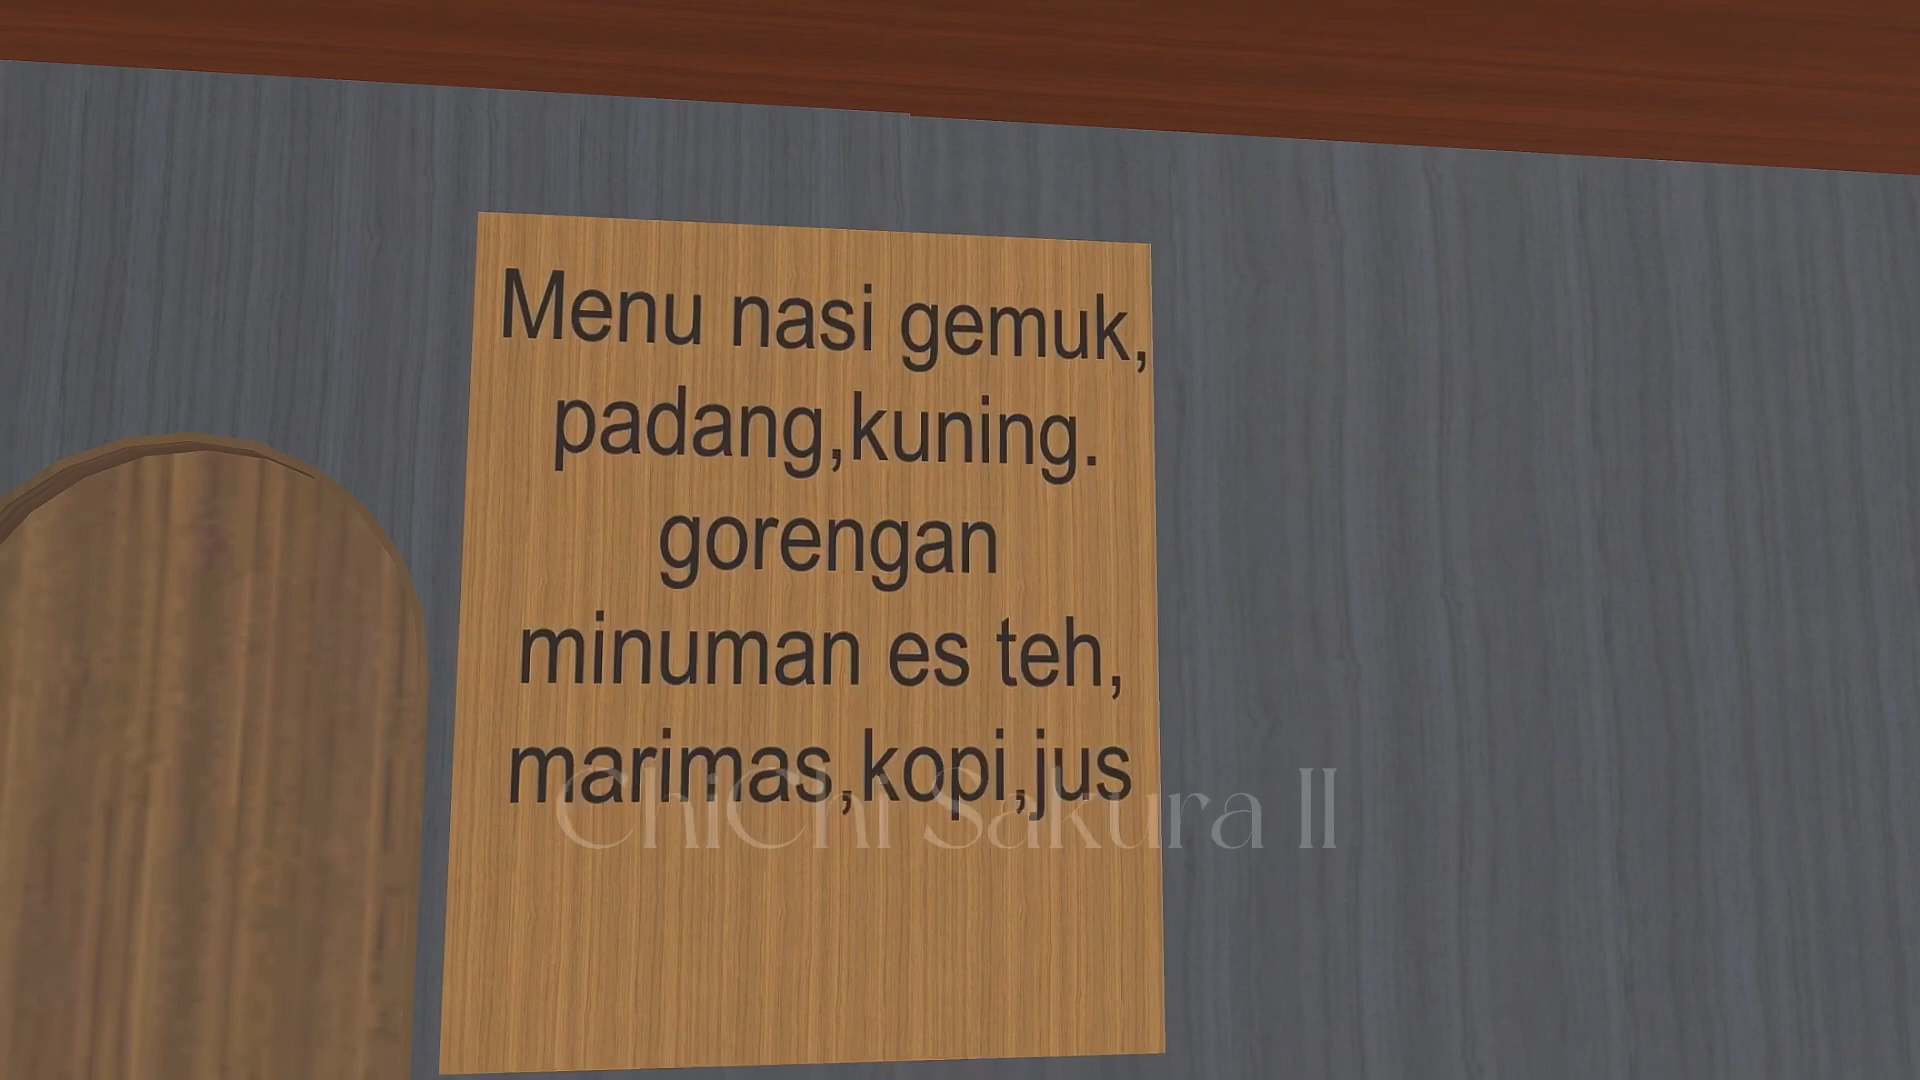 Menu nasi gemuk,
padang,kuning.
gorengan
minuman es teh,
marimas,kopi,jus
ChiChi Sakura II